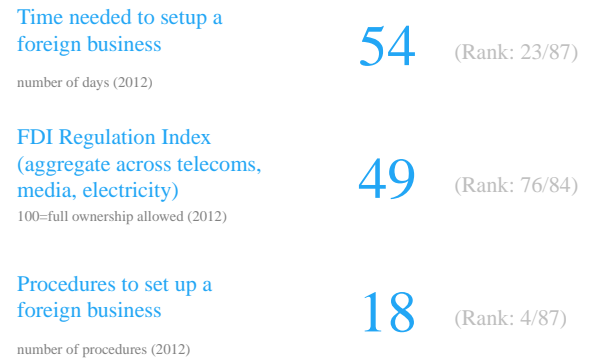 Time needed to setup a
foreign business
54 (Rank: 23/87)
number of days (2012)
FDI Regulation Index
(aggregate across telecoms,
media, electricity)
49 (Rank: 76/84)
100=full ownership allowed (2012)
Procedures to set up a
foreign business
18 (Rank: 4/87)
number of procedures (2012)